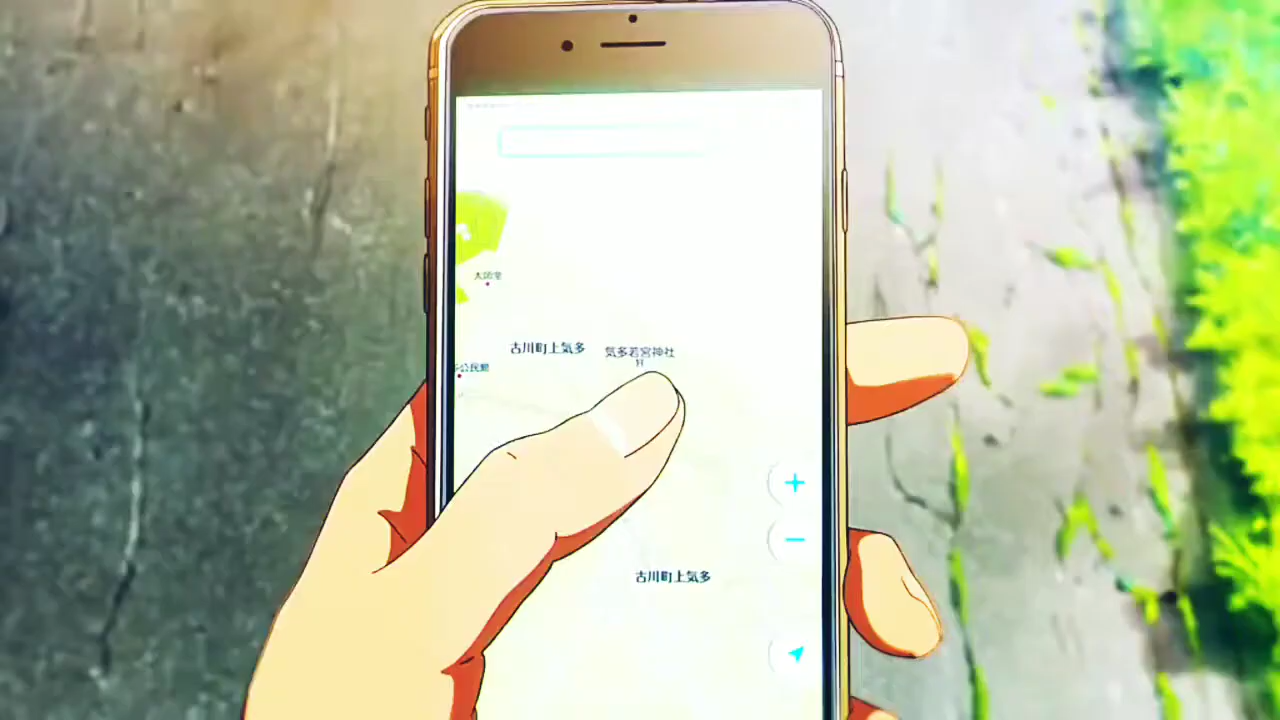 大師堂
古川町上気多
気多若宮神社
公民館
古川町上気多